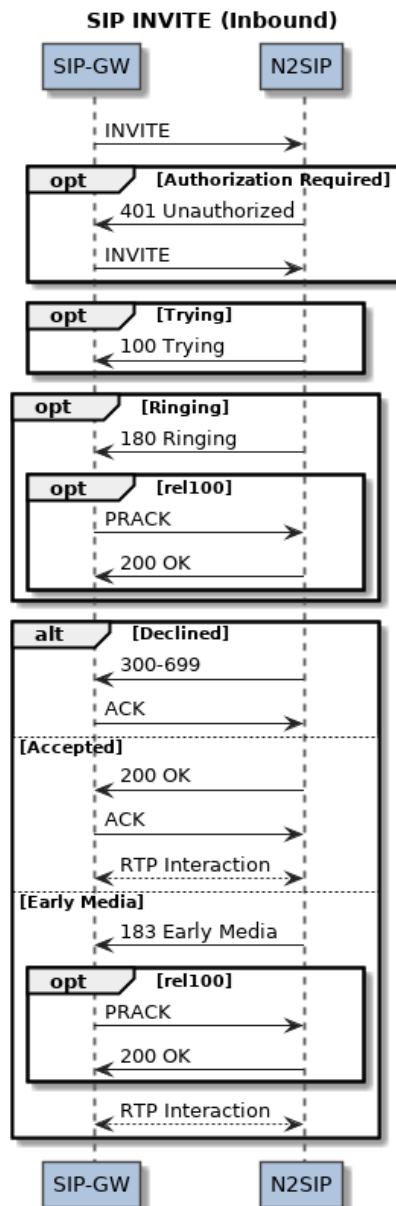 SIP INVITE (Inbound)
SIP-GW N2SIP
INVITE
opt [Authorization Required]
401 Unauthorized
INVITE
opt [Trying]
100 Trying
opt [Ringing]
180 Ringing
opt [rel100]
PRACK
200 OK
alt [Declined]
300-699
ACK
[Accepted]
200 OK
ACK
RTP Interaction
[Early Media]
183 Early Media
opt [rel100]
PRACK
200 OK
RTP Interaction
SIP-GW N2SIP